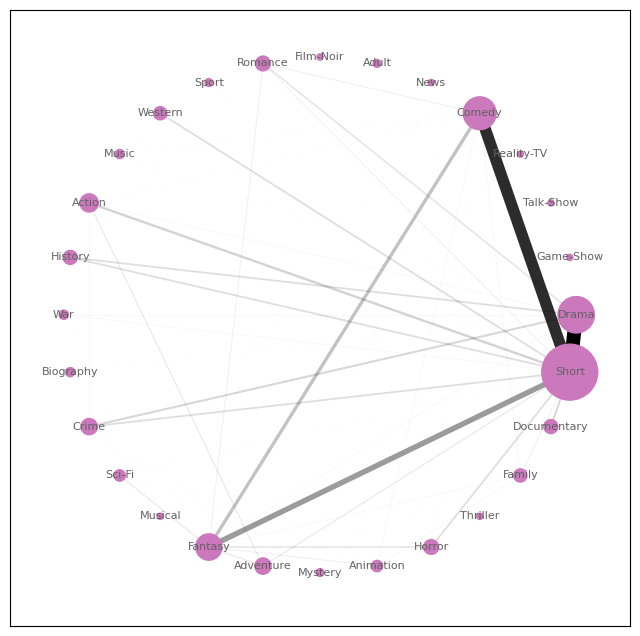 Film-Noir
Romance
Adult
Sport
News
Western
Comedy
Music
Reality-TV
Action
Talk-Show
History
Game-Show
War
Drama
Biography
Short
Crime
Documentary
Sci-Fi
Family
Musical
Thriller
Fantasy
Horror
Adventure
Animation
Mystery